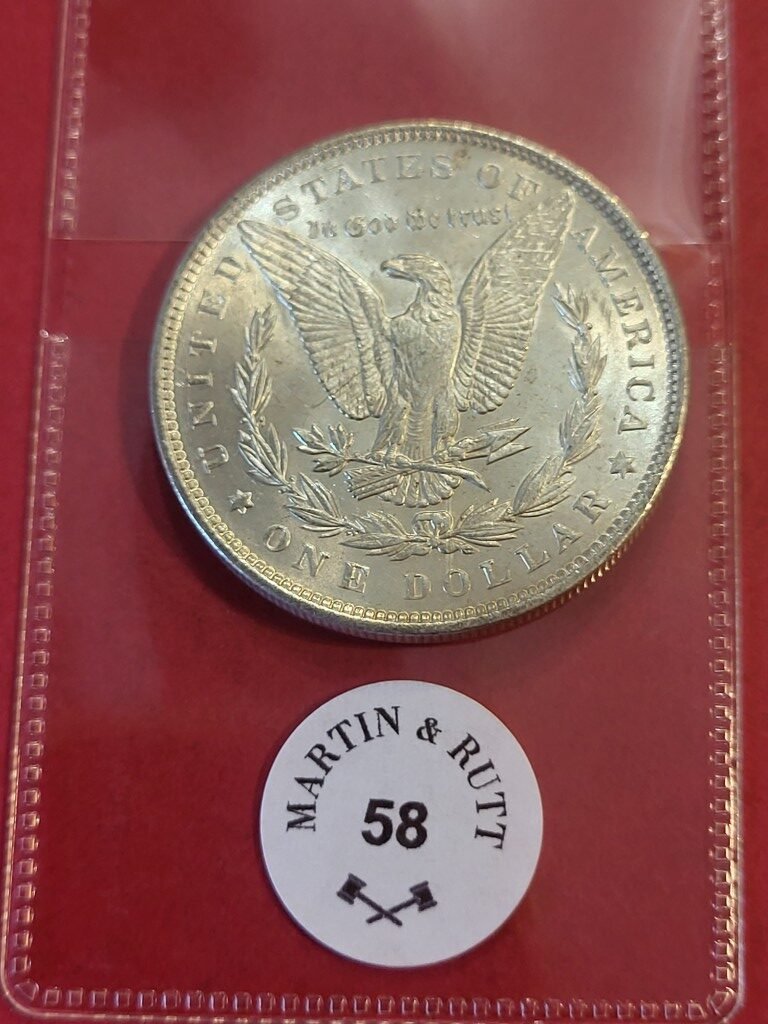 UNITED STATES OF AMERICA
In God We trust
ONE DOLLAR
MARTIN & RUTT
58